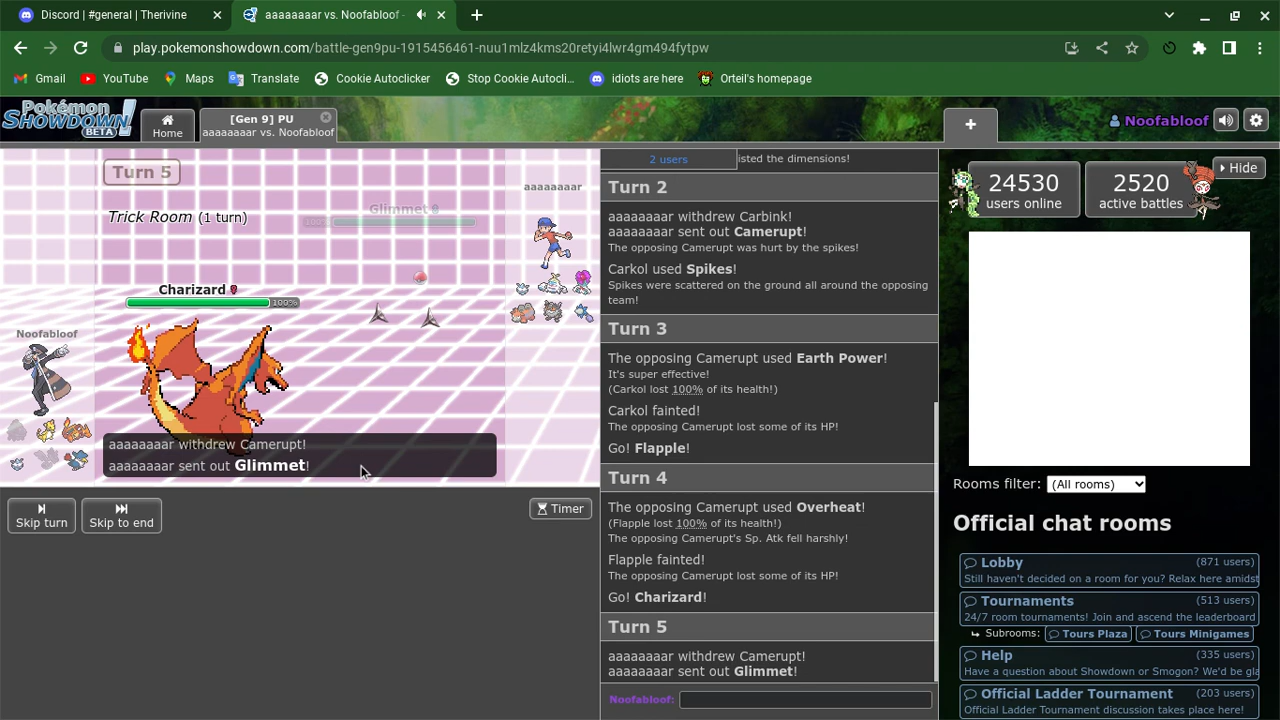 Discord | #general | Therivine
aaaaaaar vs. Noofabloof -
play.pokemonshowdown.com/battle-gen9pu-1915456461-nuu1mlz4kms20retyi4lwr4gm494fytpw
Gmail
YouTube
Maps
Translate
Cookie Autoclicker
Stop Cookie Autocli...
idiots are here
Orteil's homepage
Pokémon
SHOWDOWN!
BETA
Home
[Gen 9] PU
aaaaaaar vs. Noofabloof
+
Noofabloof
Turn 5
Trick Room (1 turn)
aaaaaaar
Glimmet
100%
Charizard
100%
Noofabloof
aaaaaaar withdrew Camerupt!
aaaaaaar sent out Glimmet!
Skip turn
Skip to end
Timer
2 users
isted the dimensions!
Turn 2
aaaaaaar withdrew Carbink!
aaaaaaar sent out Camerupt!
The opposing Camerupt was hurt by the spikes!
Carkol used Spikes!
Spikes were scattered on the ground all around the opposing
team!
Turn 3
The opposing Camerupt used Earth Power!
It's super effective!
(Carkol lost 100% of its health!)
Carkol fainted!
The opposing Camerupt lost some of its HP!
Go! Flapple!
Turn 4
The opposing Camerupt used Overheat!
(Flapple lost 100% of its health!)
The opposing Camerupt's Sp. Atk fell harshly!
Flapple fainted!
The opposing Camerupt lost some of its HP!
Go! Charizard!
Turn 5
aaaaaaar withdrew Camerupt!
aaaaaaar sent out Glimmet!
Noofabloof:
Hide
24530
users online
2520
active battles
Rooms filter: (All rooms)
Official chat rooms
Lobby (871 users)
Still haven't decided on a room for you? Relax here amidst
Tournaments (513 users)
24/7 room tournaments! Join and ascend the leaderboard
Subrooms: Tours Plaza Tours Minigames
Help (335 users)
Have a question about Showdown or Smogon? We'd be gla
Official Ladder Tournament (203 users)
Official Ladder Tournament discussion takes place here!